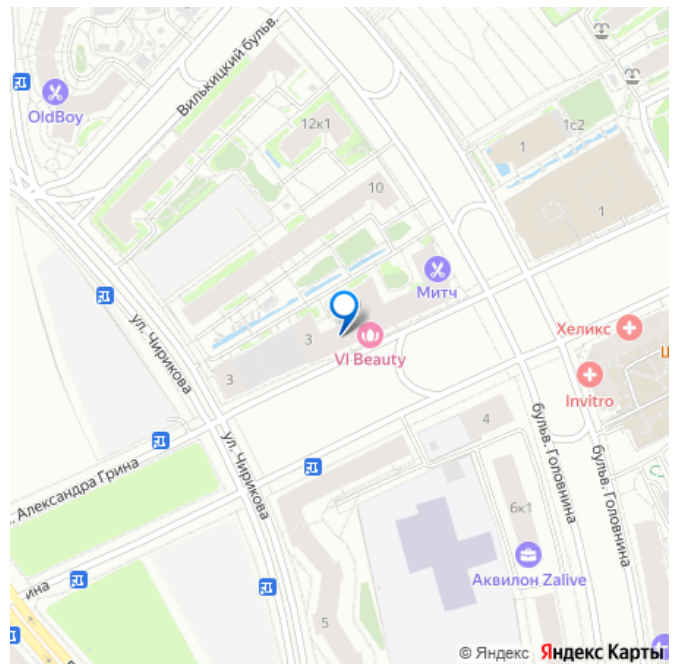 Вилькицкий бульв.
OldBoy
12к1
1с2
1
10
1
Митч
ул. Чирикова
3
VI Beauty
3
Хеликс
Invitro
4
бульв. Головнина
бульв. Головнина
ул. Чирикова
, Александра Грина
6к1
Аквилон Zalive
ина
5
© Яндекс Яндекс Карты